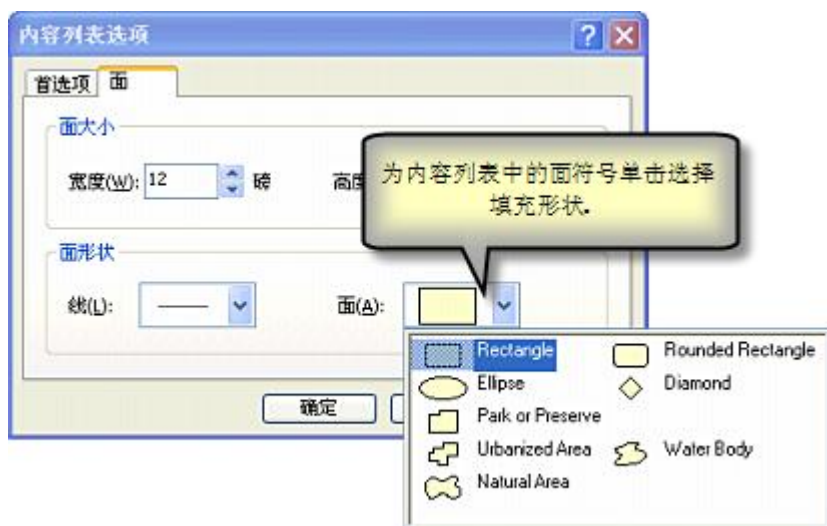 内容列表选项
首选项 面
面大小
宽度(W): 12 磅
为内容列表中的面符号单击选择
填充形状.
面形状
线(L): 面(A):
Rectangle Rounded Rectangle
Ellipse Diamond
Park or Preserve
Urbanized Area Water Body
Natural Area
确定